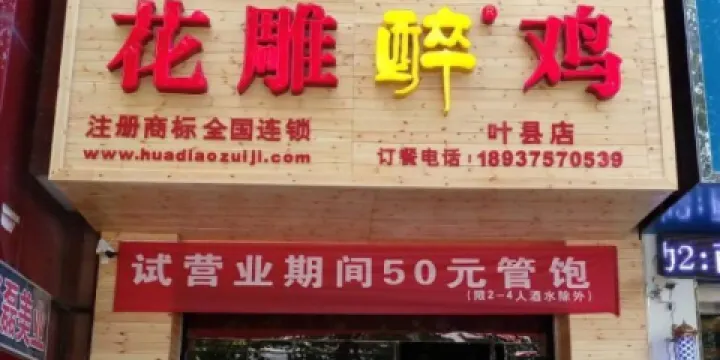 花雕醉鸡
注册商标全国连锁
叶县店
www.huadiaozuiji.com
订餐电话：18937570539
试营业期间50元管饱
（限2-4人酒水除外）